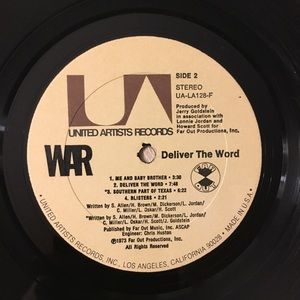 SIDE 2
STEREO
UA-LA128-F
UA
UNITED ARTISTS RECORDS
Produced by
Jerry Goldstein
in association with
Lonnie Jordan and
Howard Scott for
Far Out Productions, Inc.
WAR
Deliver The Word
1. ME AND BABY BROTHER - 3:30
2. DELIVER THE WORD - 7:48
*3. SOUTHERN PART OF TEXAS - 6:22
4. BLISTERS - 2:21
Written by S. Allen/H. Brown/M. Dickerson/L. Jordan/
C. Miller/L. Oskar/H. Scott
*Written by S. Allen/H. Brown/M. Dickerson/L. Jordan/
C. Miller/L. Oskar/H. Scott/J. Goldstein
Published by Far Out Music, Inc. ASCAP
Engineer: Chris Huston
©1973 Far Out Productions, Inc.
All Rights Reserved
UNITED ARTISTS RECORDS, INC., LOS ANGELES, CALIFORNIA 90028 • MADE IN U.S.A.